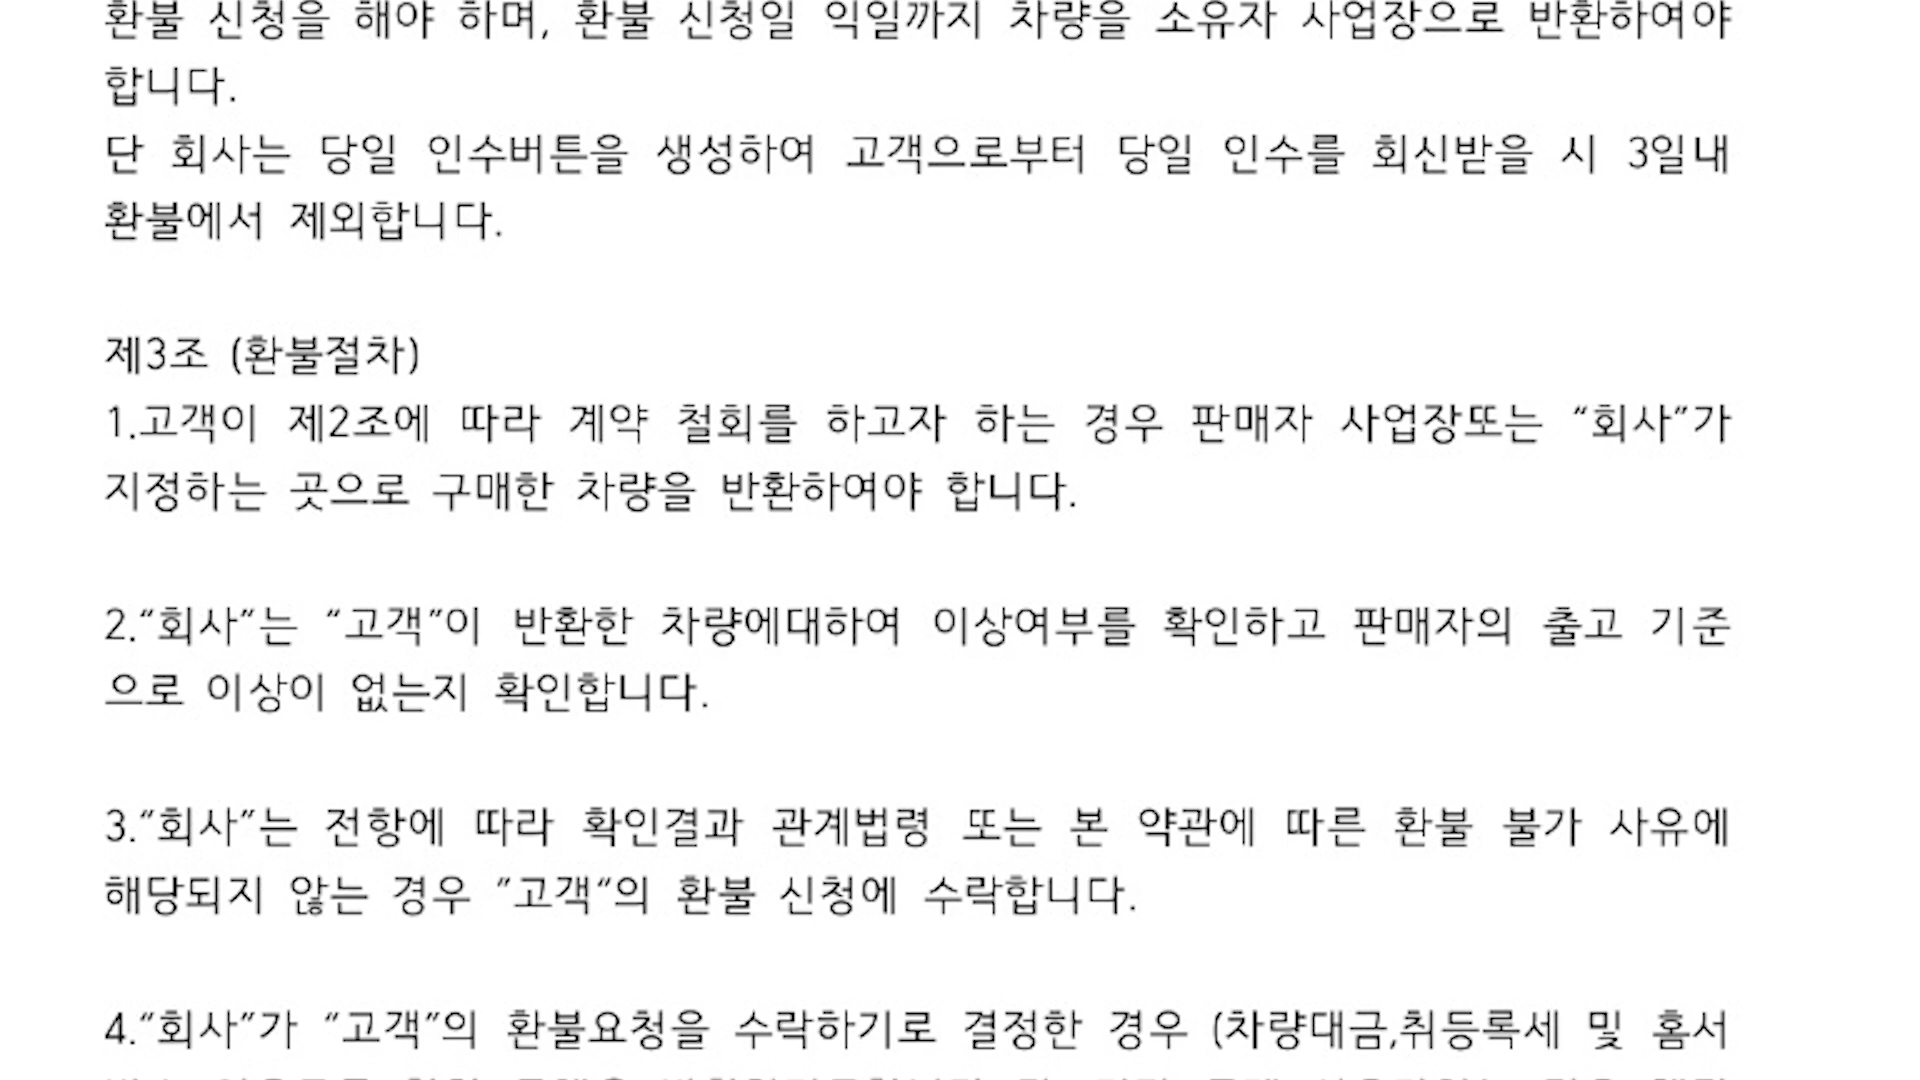 환불 신청을 해야 하며, 환불 신청일 익일까지 차량을 소유자 사업장으로 반환하여야
합니다.
단 회사는 당일 인수버튼을 생성하여 고객으로부터 당일 인수를 회신받을 시 3일내
환불에서 제외합니다.
제3조 (환불절차)
1.고객이 제2조에 따라 계약 철회를 하고자 하는 경우 판매자 사업장또는 “회사”가
지정하는 곳으로 구매한 차량을 반환하여야 합니다.
2.“회사”는 “고객”이 반환한 차량에대하여 이상여부를 확인하고 판매자의 출고 기준
으로 이상이 없는지 확인합니다.
3.“회사”는 전항에 따라 확인결과 관계법령 또는 본 약관에 따른 환불 불가 사유에
해당되지 않는 경우 ”고객“의 환불 신청에 수락합니다.
4.“회사”가 “고객”의 환불요청을 수락하기로 결정한 경우 (차량대금,취등록세 및 홈서